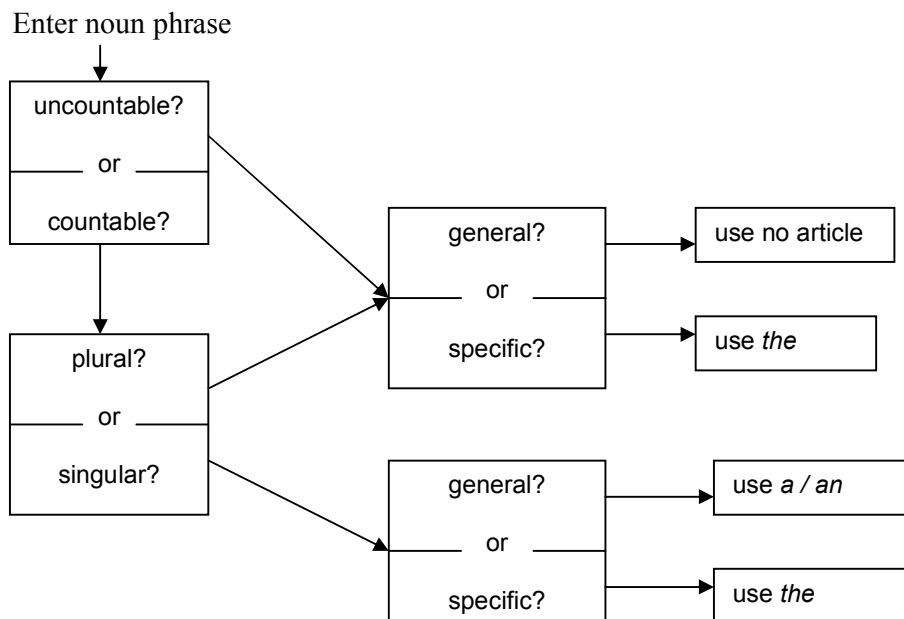 Enter noun phrase
uncountable?
or
countable?
plural?
or
singular?
general?
or
specific?
use no article
use the
general?
or
specific?
use a / an
use the